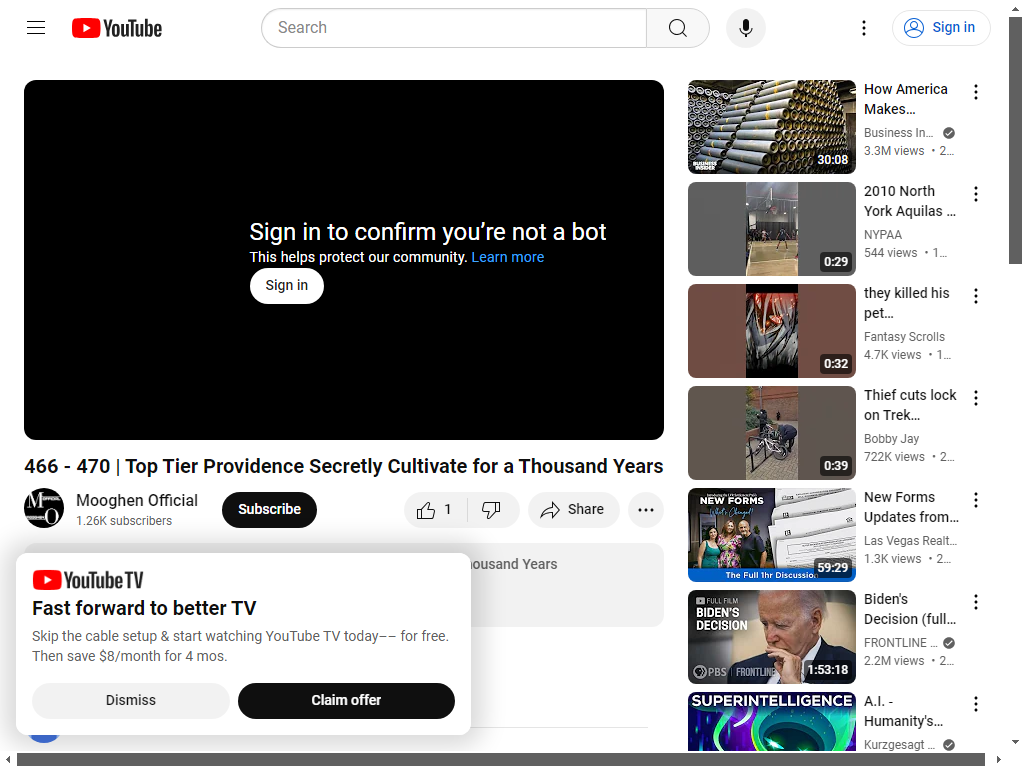 YouTube
Search
Sign in
Sign in to confirm you’re not a bot
This helps protect our community. Learn more
Sign in
466 - 470 | Top Tier Providence Secretly Cultivate for a Thousand Years
Mooghen Official
1.26K subscribers
Subscribe
1
Share
housand Years
YouTube TV
Fast forward to better TV
Skip the cable setup & start watching YouTube TV today–– for free.
Then save $8/month for 4 mos.
Dismiss
Claim offer
BUSINESS
INSIDER
30:08
How America
Makes…
Business In…
3.3M views • 2…
0:29
2010 North
York Aquilas …
NYPAA
544 views • 1…
0:32
they killed his
pet…
Fantasy Scrolls
4.7K views • 1…
0:39
Thief cuts lock
on Trek…
Bobby Jay
722K views • 2…
NEW FORMS
What's Changed!
The Full 1hr Discussion
59:29
New Forms
Updates from…
Las Vegas Realt…
1.3K views • 2…
FULL FILM
BIDEN'S
DECISION
PBS FRONTLINE
1:53:18
Biden's
Decision (full…
FRONTLINE …
2.2M views • 2…
SUPERINTELLIGENCE
A.I. -
Humanity's…
Kurzgesagt …